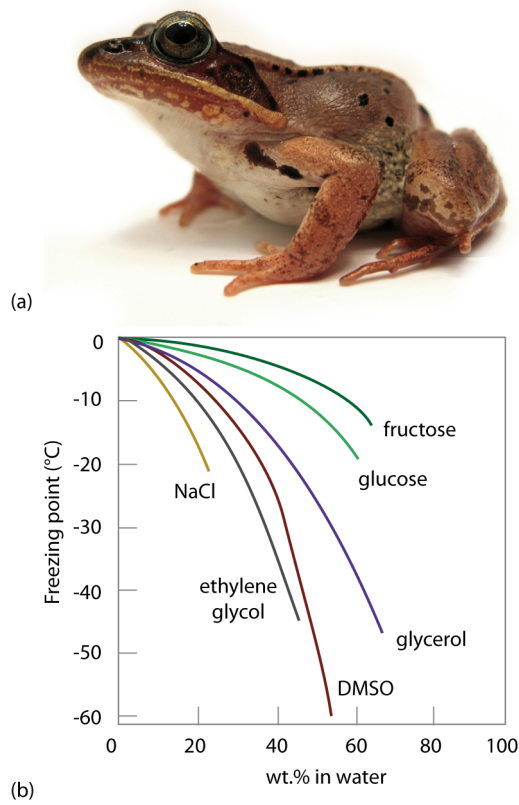 (a)
0
-10
-20
-30
-40
-50
-60
Freezing point (°C)
fructose
glucose
NaCl
ethylene
glycol
glycerol
DMSO
0 20 40 60 80 100
wt.% in water
(b)